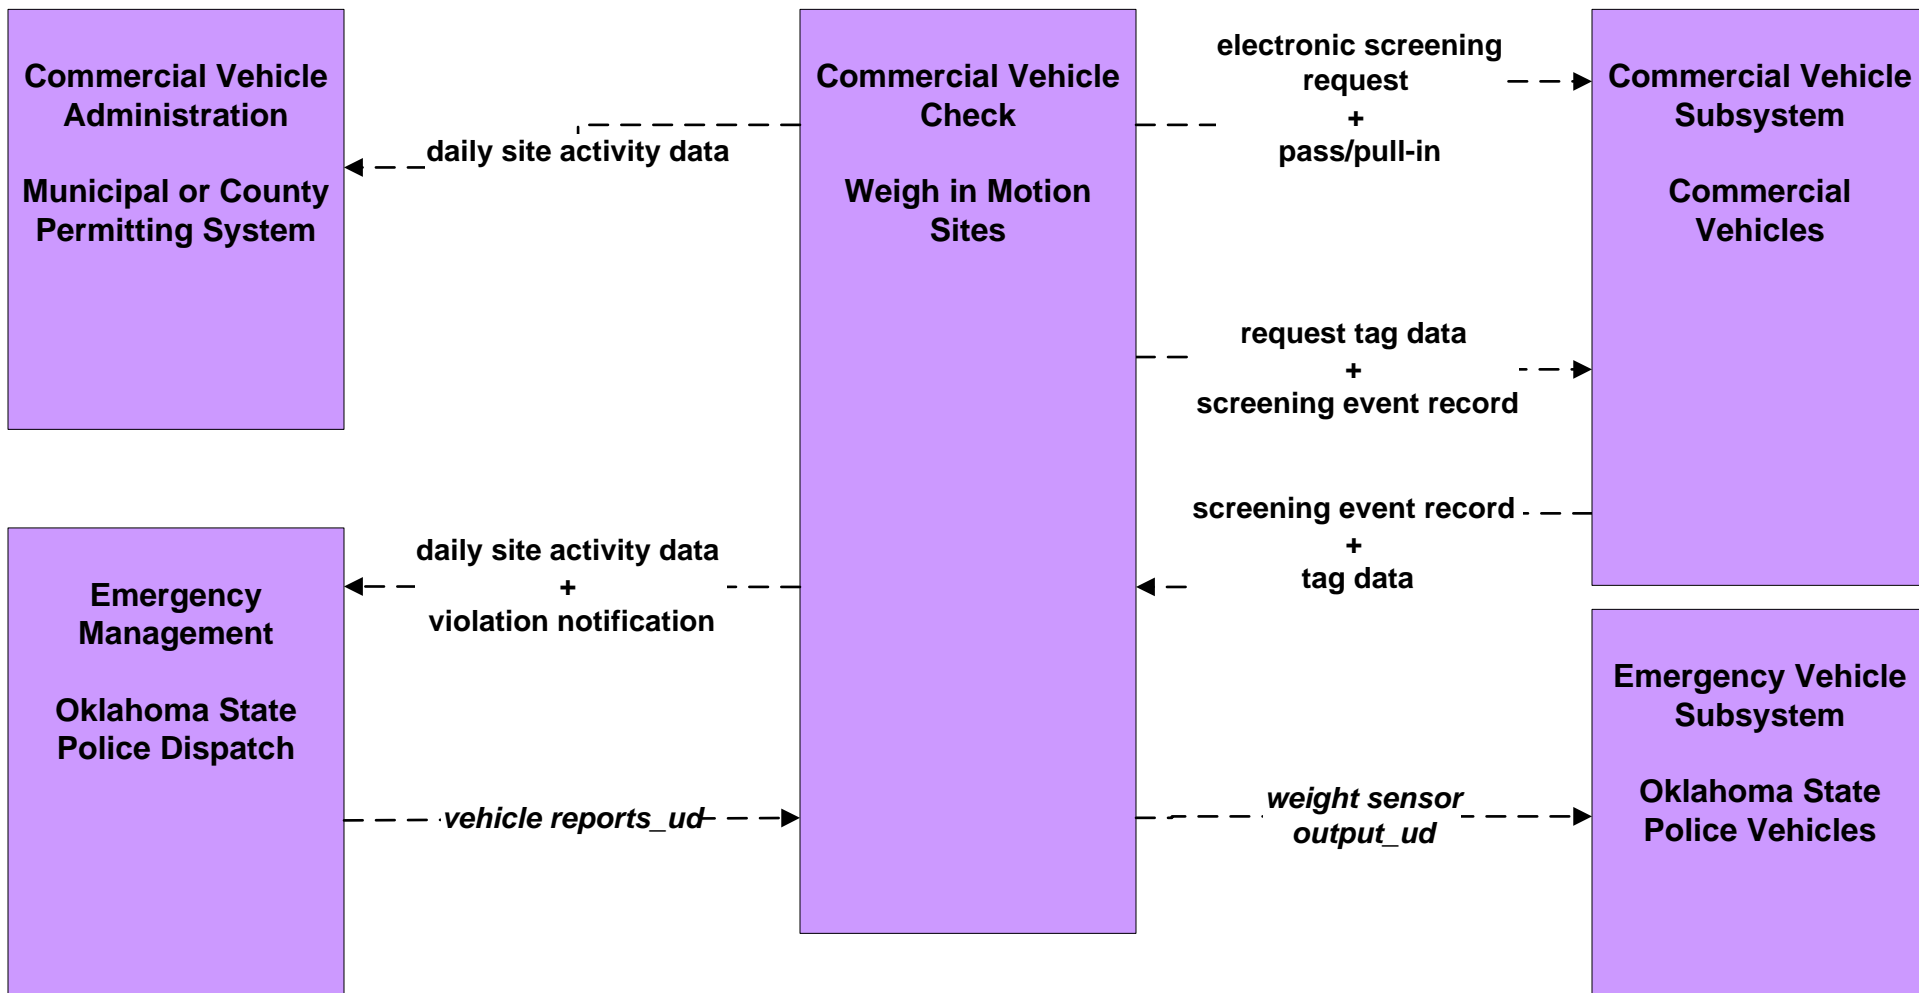 Commercial Vehicle
Administration
Municipal or County
Permitting System
daily site activity data
Commercial Vehicle
Check
Weigh in Motion
Sites
electronic screening
request
+
pass/pull-in
Commercial Vehicle
Subsystem
Commercial
Vehicles
request tag data
+
screening event record
screening event record
+
tag data
Emergency
Management
Oklahoma State
Police Dispatch
daily site activity data
+
violation notification
vehicle reports_ud
weight sensor
output_ud
Emergency Vehicle
Subsystem
Oklahoma State
Police Vehicles